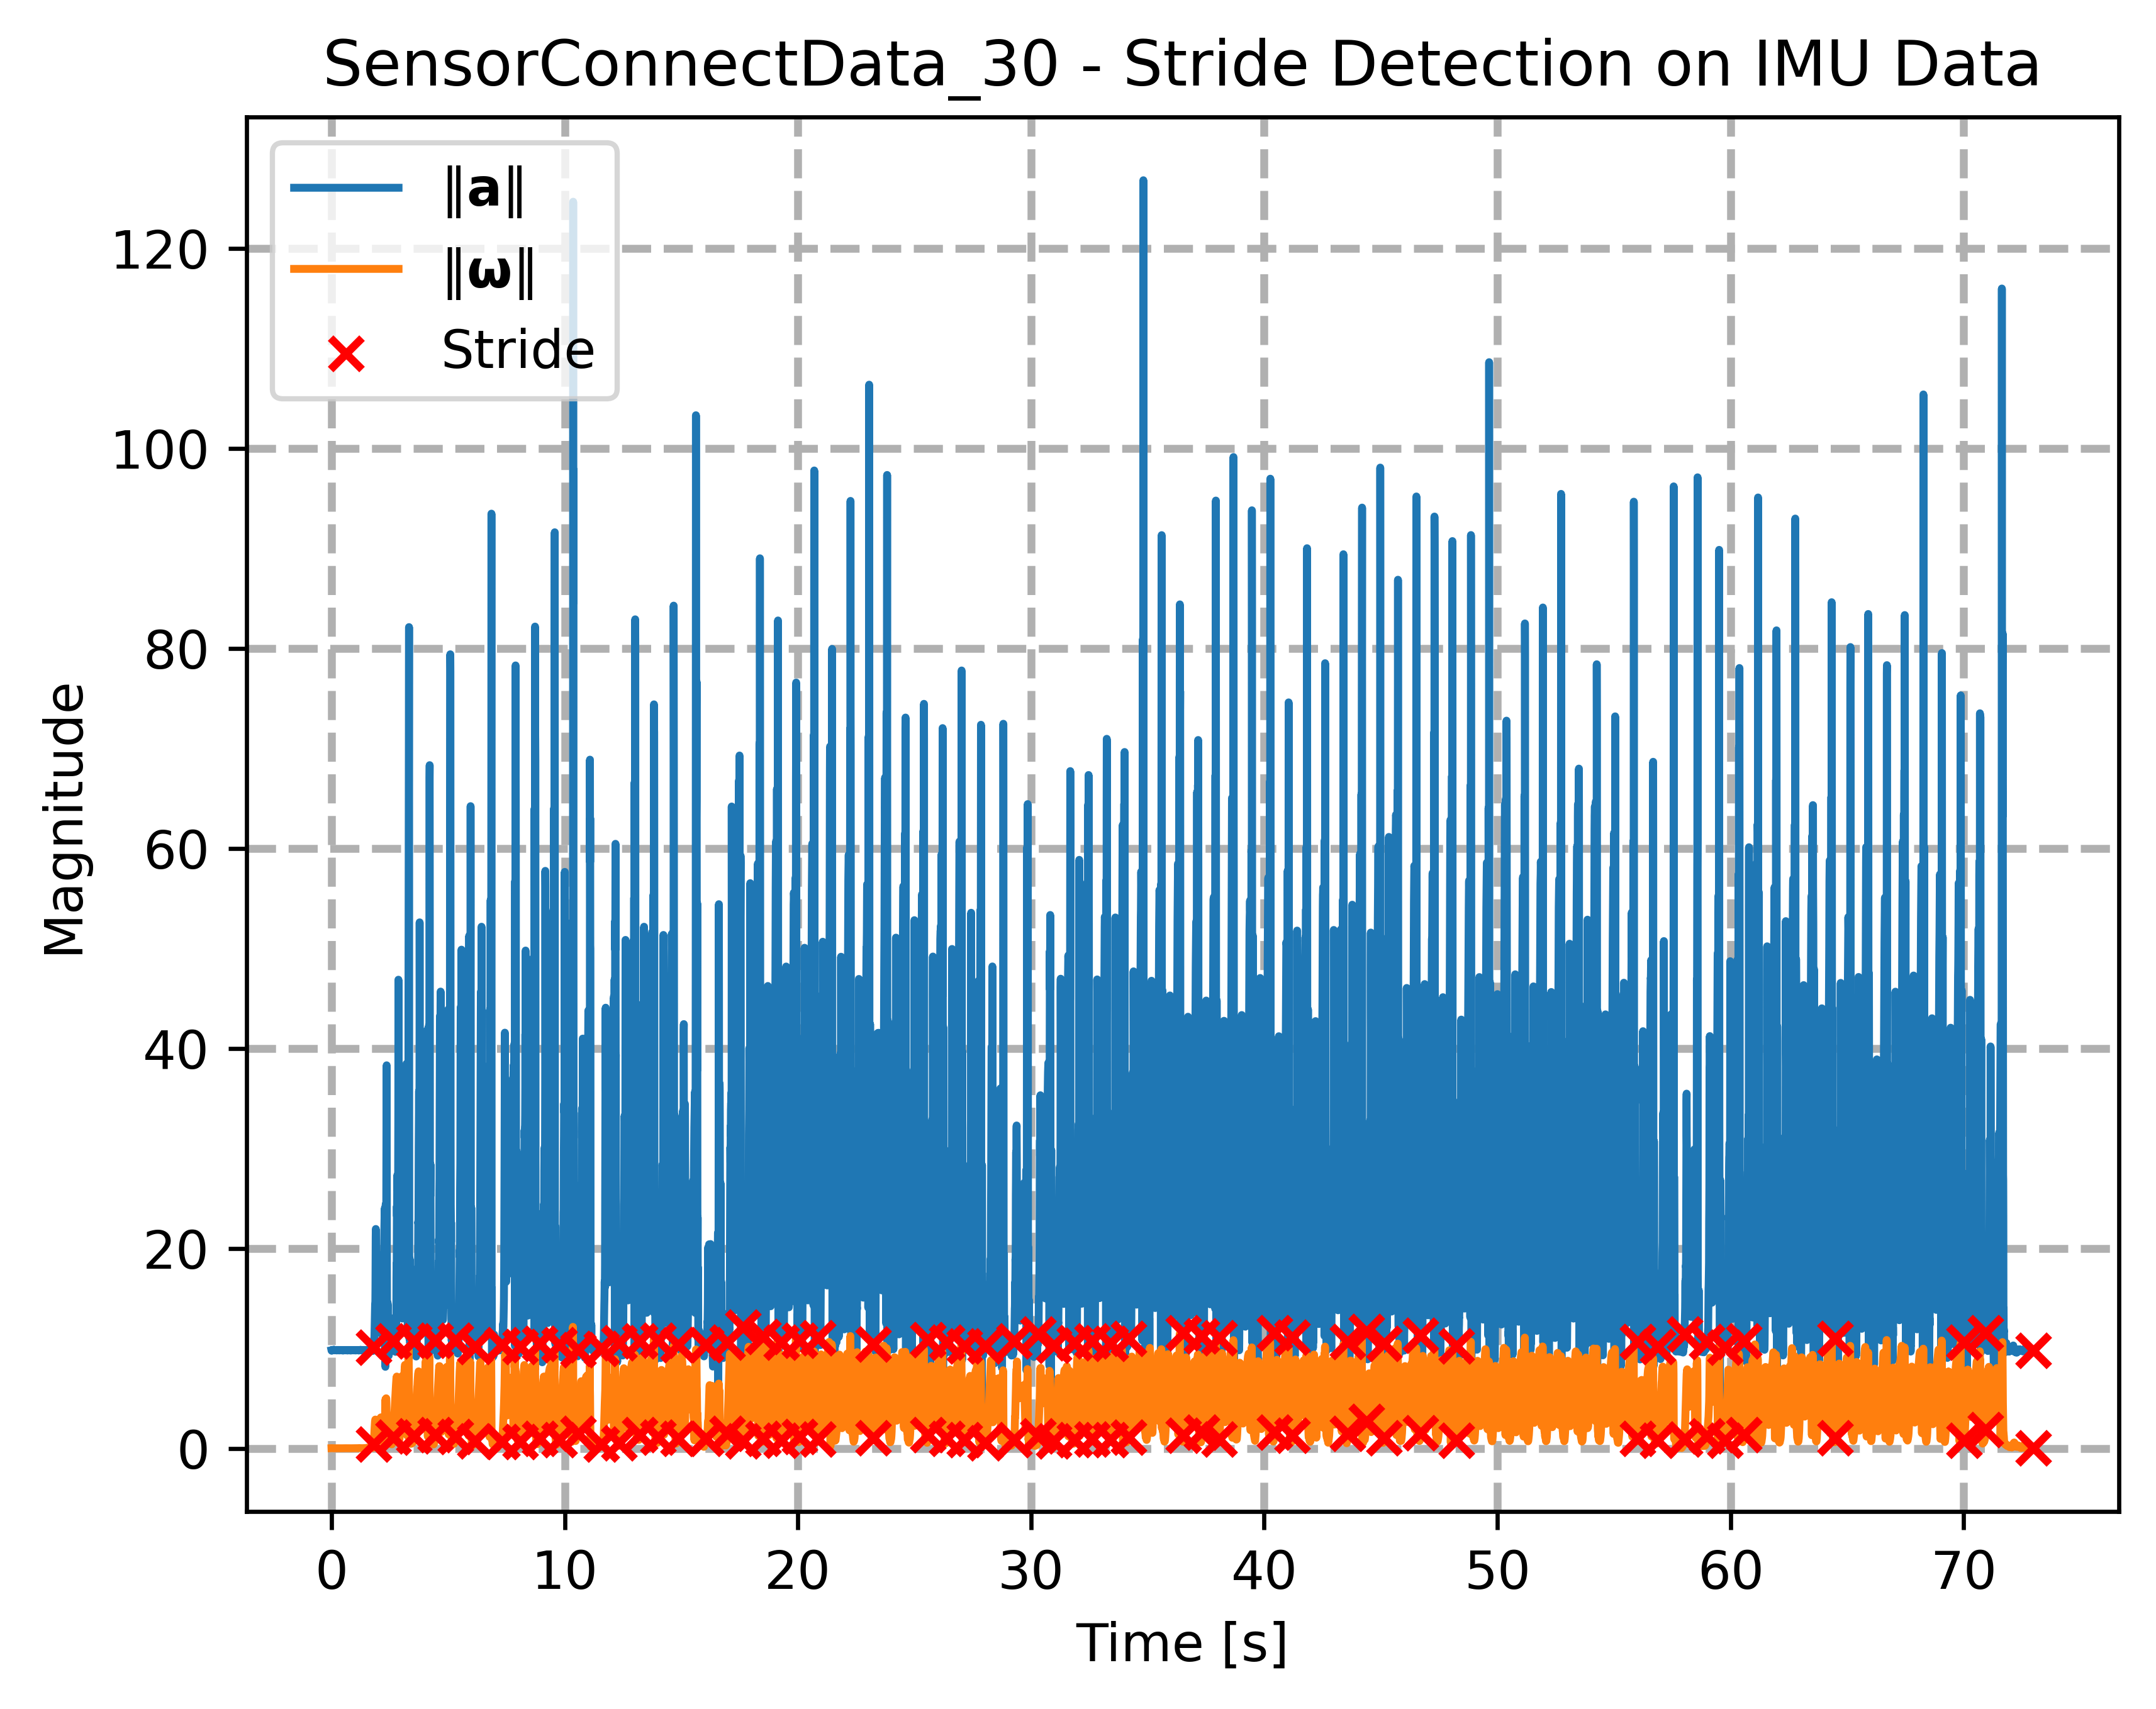 SensorConnectData_30 - Stride Detection on IMU Data
‖a‖
‖ω‖
Stride
Magnitude
120
100
80
60
40
20
0
0 10 20 30 40 50 60 70
Time [s]